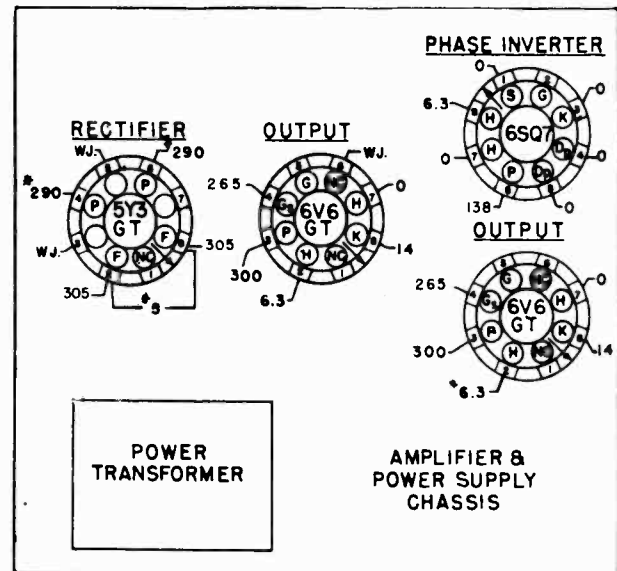 PHASE INVERTER
0
0
6.3
S
G
K
H
6SQ7
H
P
0
0
138
0
RECTIFIER
WJ.
*290
*290
P
P
5Y3
GT
F
F
NC
WJ.
305
305
*5
OUTPUT
WJ.
265
0
G
H
6V6
GT
P
K
H
NC
300
14
6.3
OUTPUT
265
0
G
H
6V6
GT
P
K
H
300
14
*6.3
POWER
TRANSFORMER
AMPLIFIER &
POWER SUPPLY
CHASSIS